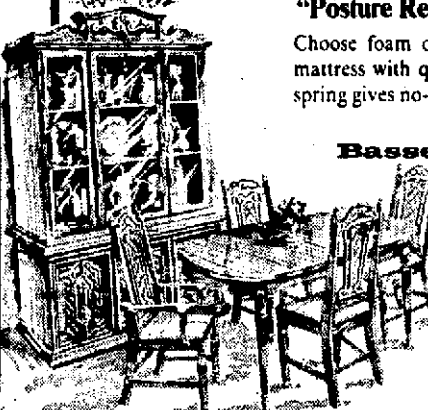 "Posture Re
Choose foam
mattress with
spring gives no-
Basse